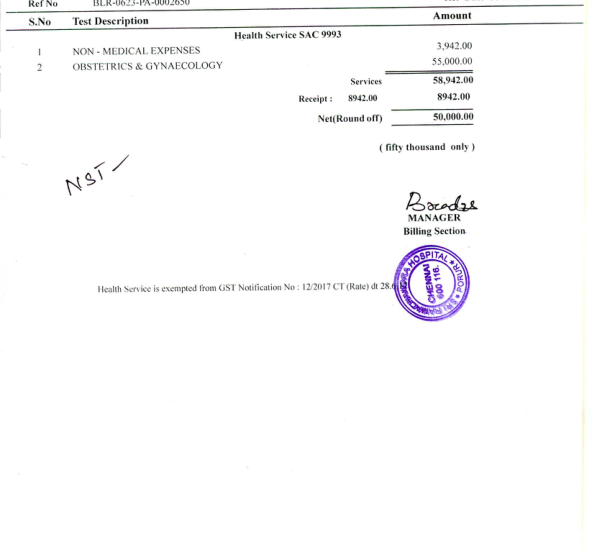 Ref No BLR-0623-PA-0002650
S.No Test Description Amount
Health Service SAC 9993
1 NON - MEDICAL EXPENSES 3,942.00
2 OBSTETRICS & GYNAECOLOGY 55,000.00
Services 58,942.00
Receipt : 8942.00 8942.00
Net(Round off) 50,000.00
( fifty thousand only )
NST -
MANAGER
Billing Section
HOSPITAL * PORUR
CHENNAI
600 116.
Health Service is exempted from GST Notification No : 12/2017 CT (Rate) dt 28.6